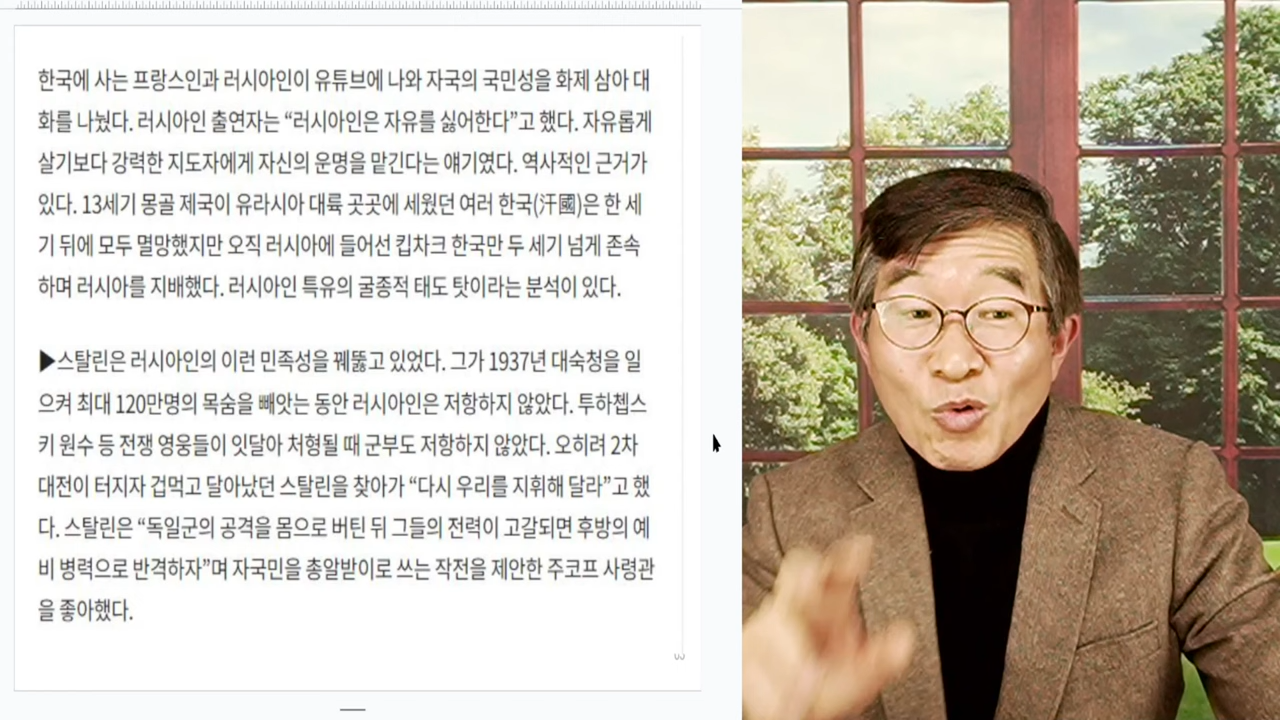 한국에 사는 프랑스인과 러시아인이 유튜브에 나와 자국의 국민성을 화제 삼아 대
화를 나눴다. 러시아인 출연자는 “러시아인은 자유를 싫어한다”고 했다. 자유롭게
살기보다 강력한 지도자에게 자신의 운명을 맡긴다는 얘기였다. 역사적인 근거가
있다. 13세기 몽골 제국이 유라시아 대륙 곳곳에 세웠던 여러 한국(汗國)은 한 세
기 뒤에 모두 멸망했지만 오직 러시아에 들어선 킵차크 한국만 두 세기 넘게 존속
하며 러시아를 지배했다. 러시아인 특유의 굴종적 태도 탓이라는 분석이 있다.
▶스탈린은 러시아인의 이런 민족성을 꿰뚫고 있었다. 그가 1937년 대숙청을 일
으켜 최대 120만명의 목숨을 빼앗는 동안 러시아인은 저항하지 않았다. 투하쳅스
키 원수 등 전쟁 영웅들이 잇달아 처형될 때 군부도 저항하지 않았다. 오히려 2차
대전이 터지자 겁먹고 달아났던 스탈린을 찾아가 “다시 우리를 지휘해 달라”고 했
다. 스탈린은 “독일군의 공격을 몸으로 버틴 뒤 그들의 전력이 고갈되면 후방의 예
비 병력으로 반격하자”며 자국민을 총알받이로 쓰는 작전을 제안한 주코프 사령관
을 좋아했다.